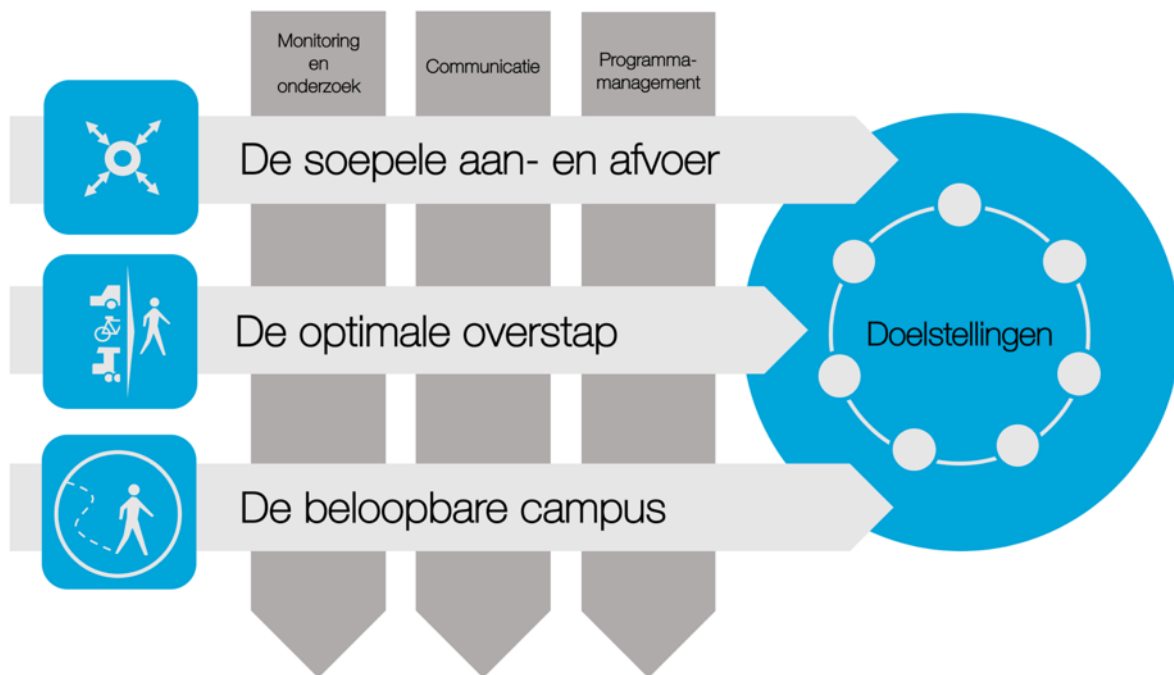 Monitoring
en
onderzoek
Communicatie
Programma-
management
De soepele aan- en afvoer
De optimale overstap
Doelstellingen
De beloopbare campus